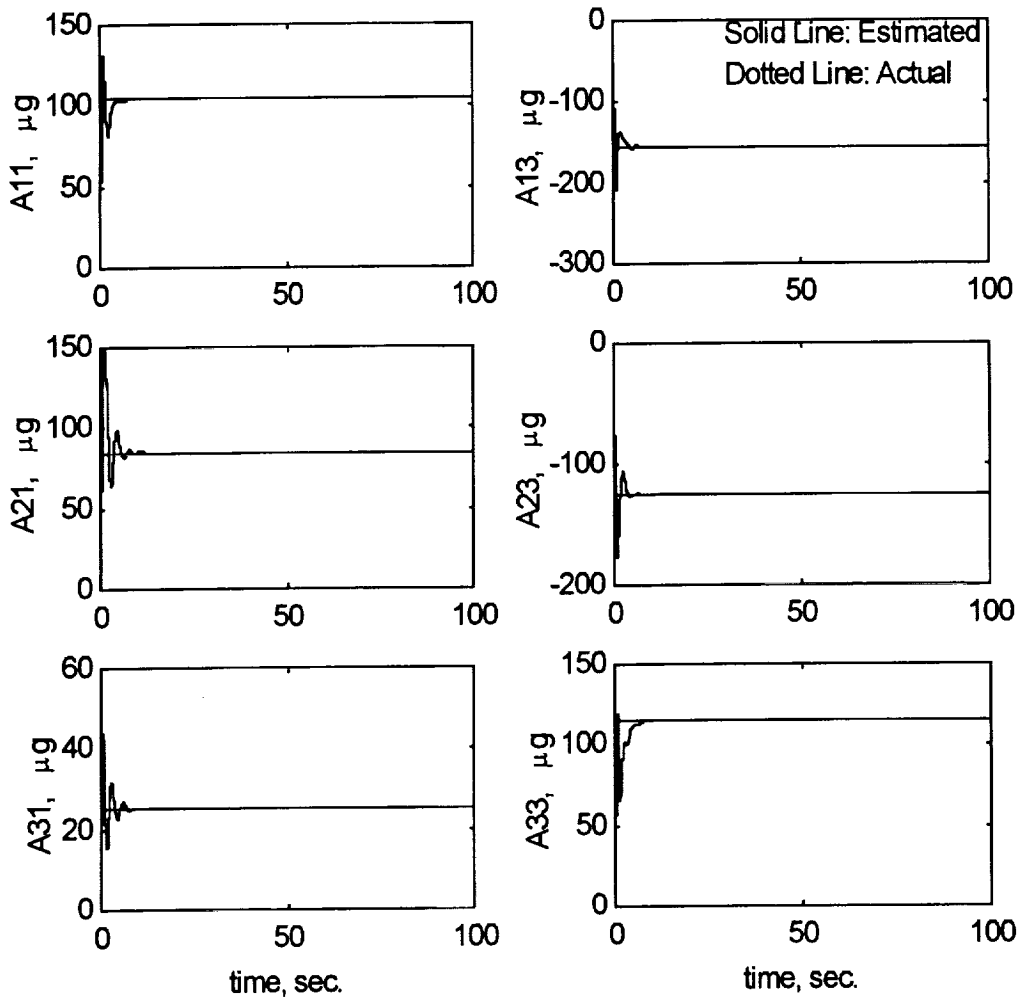 150
100
50
0
A11, µg
0 50 100
0
-100
-200
-300
A13, µg
Solid Line: Estimated
Dotted Line: Actual
0 50 100
150
100
50
0
A21, µg
0 50 100
0
-100
-200
A23, µg
0 50 100
60
40
20
0
A31, µg
0 50 100
time, sec.
150
100
50
0
A33, µg
0 50 100
time, sec.